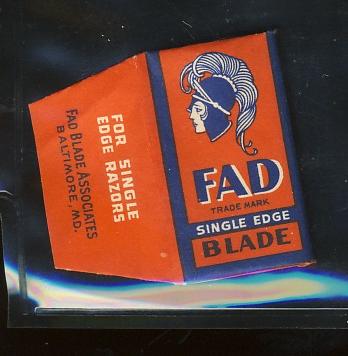 FAD
TRADE MARK
SINGLE EDGE
BLADE
FOR SINGLE
EDGE RAZORS
FAD BLADE ASSOCIATES
BALTIMORE, MD.